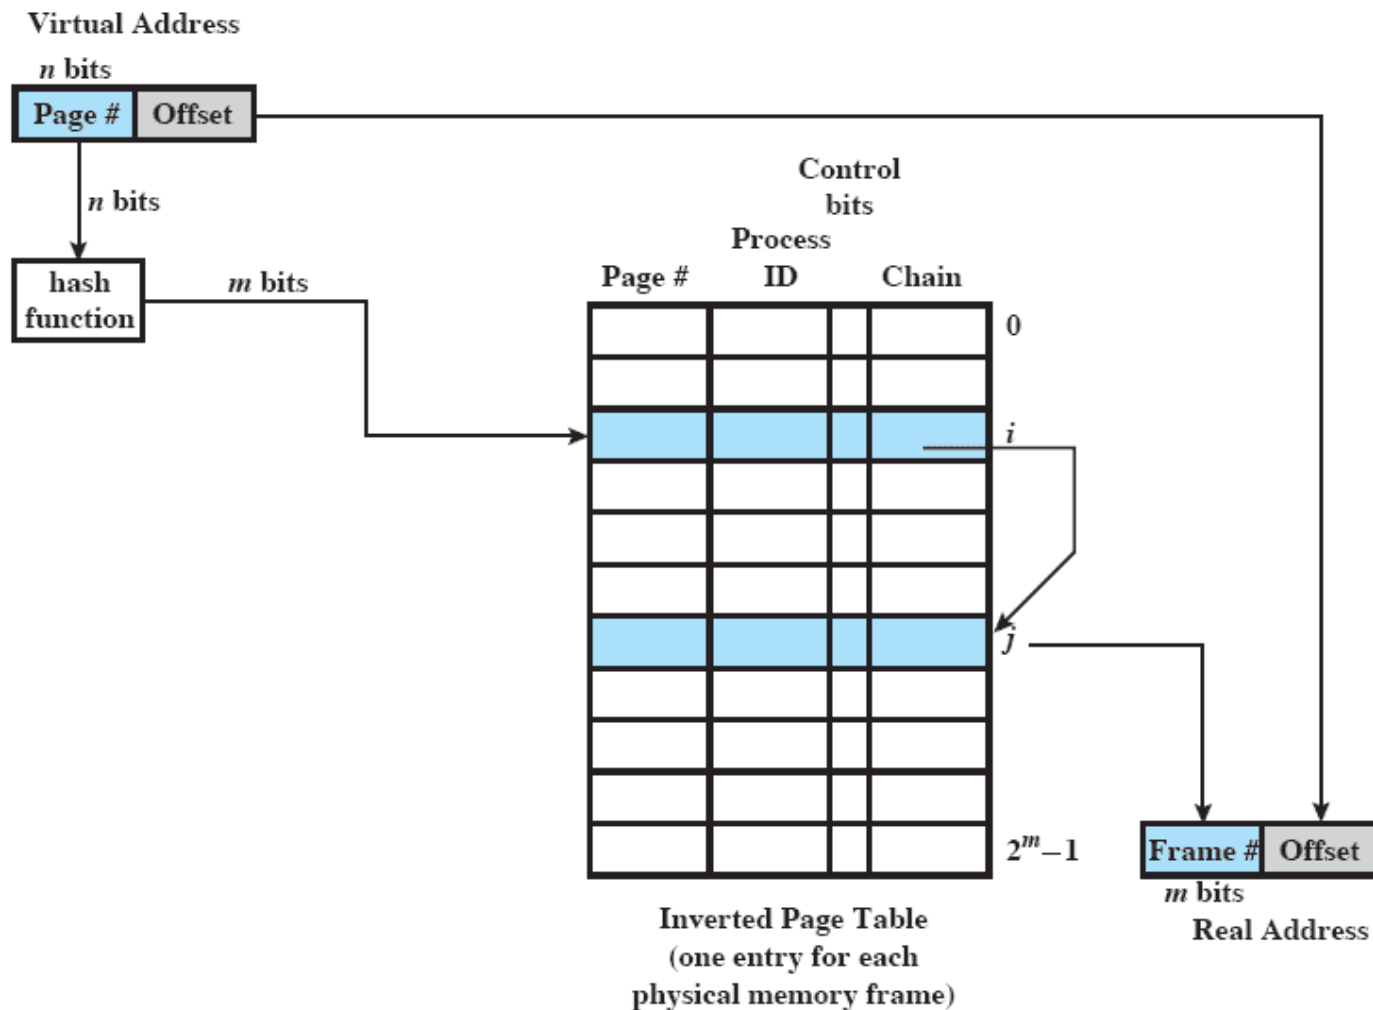 Virtual Address
n bits
Page # Offset
n bits
hash
function
m bits
Control
bits
Process
Page # ID Chain
0
i
j
2^m−1
Frame # Offset
m bits
Real Address
Inverted Page Table
(one entry for each
physical memory frame)